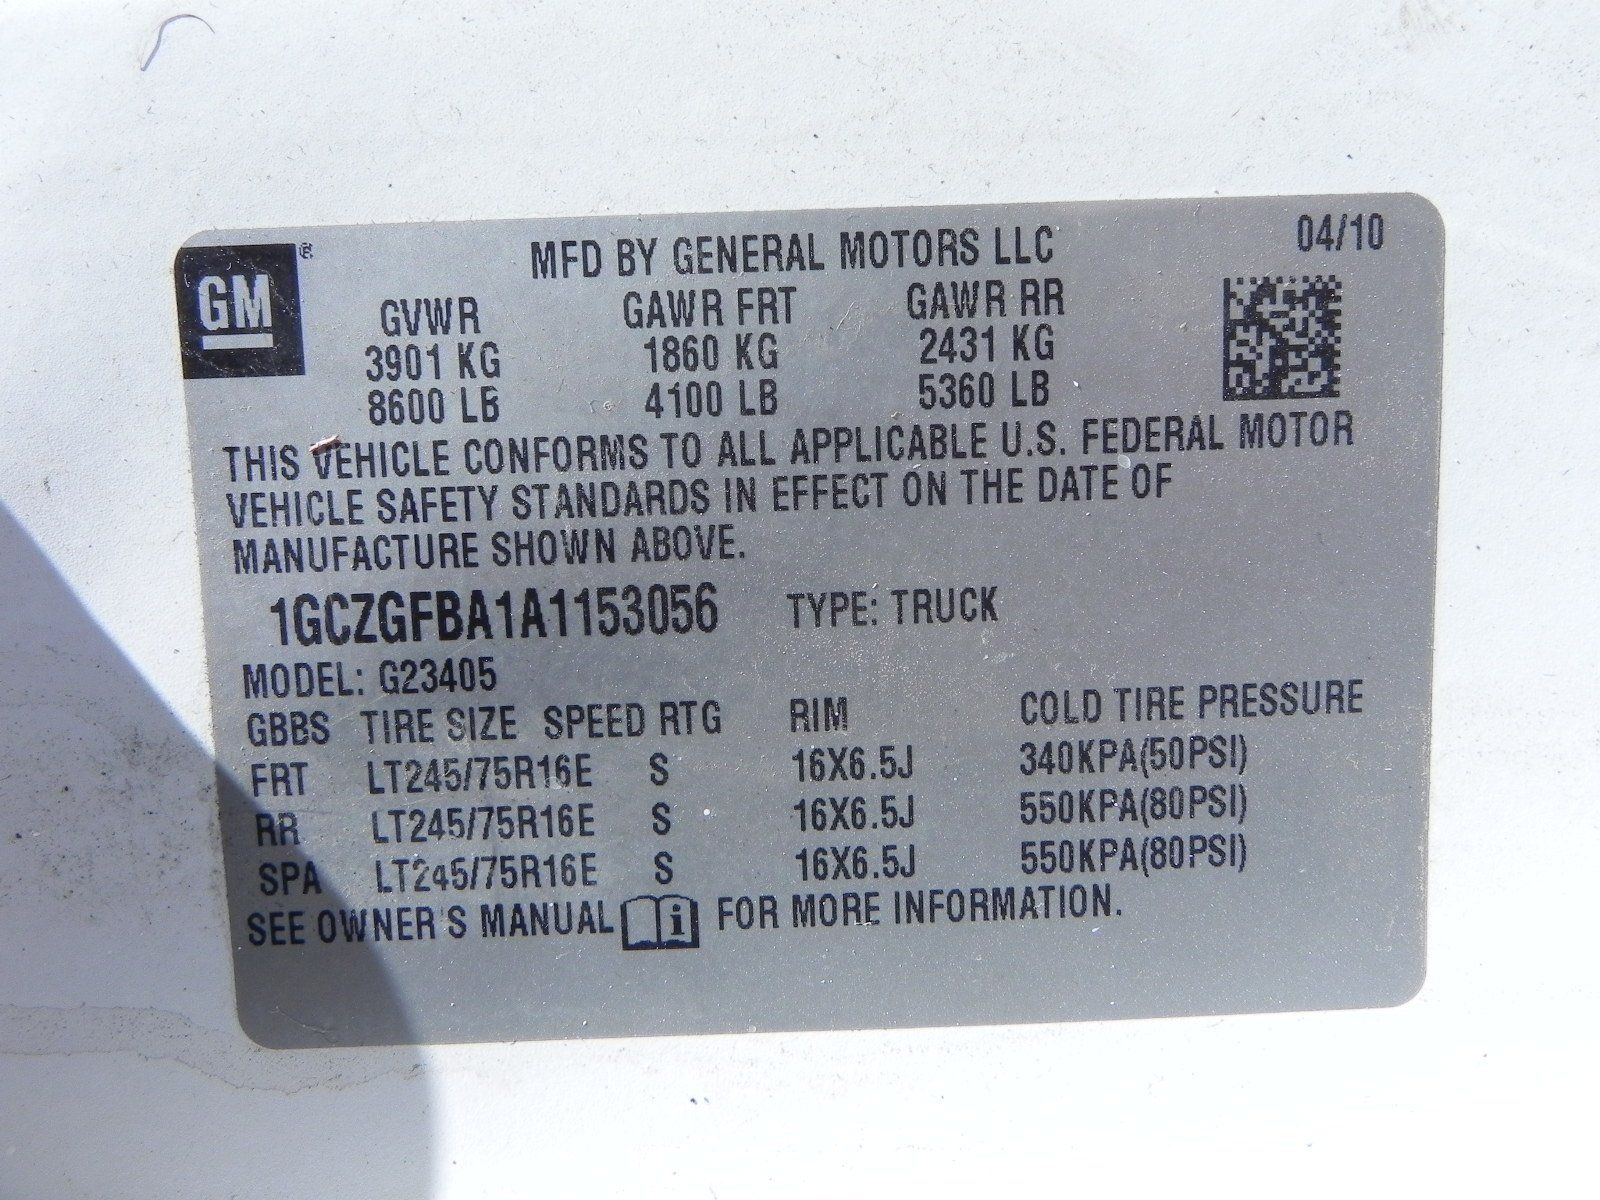 GM ®
MFD BY GENERAL MOTORS LLC 04/10
GVWR GAWR FRT GAWR RR
3901 KG 1860 KG 2431 KG
8600 LB 4100 LB 5360 LB
THIS VEHICLE CONFORMS TO ALL APPLICABLE U.S. FEDERAL MOTOR
VEHICLE SAFETY STANDARDS IN EFFECT ON THE DATE OF
MANUFACTURE SHOWN ABOVE.
1GCZGFBA1A1153056 TYPE: TRUCK
MODEL: G23405
GBBS TIRE SIZE SPEED RTG RIM COLD TIRE PRESSURE
FRT LT245/75R16E S 16X6.5J 340KPA(50PSI)
RR LT245/75R16E S 16X6.5J 550KPA(80PSI)
SPA LT245/75R16E S 16X6.5J 550KPA(80PSI)
SEE OWNER'S MANUAL i FOR MORE INFORMATION.